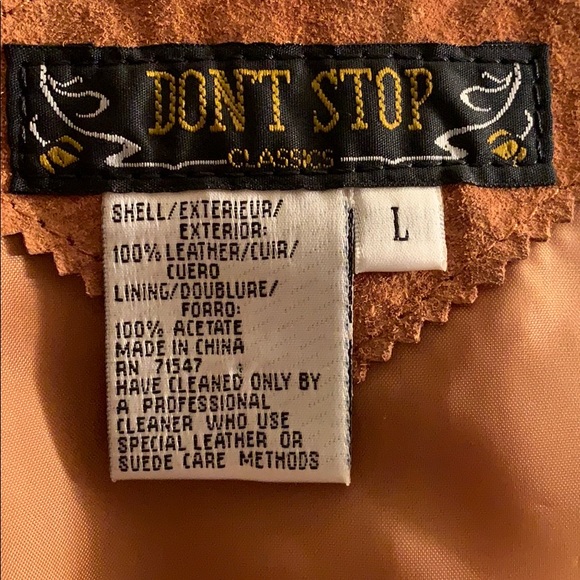 DON'T STOP
CLASSICS
L
SHELL/EXTERIEUR/
EXTERIOR:
100% LEATHER/CUIR/
CUERO
LINING/DOUBLURE/
FORRO:
100% ACETATE
MADE IN CHINA
RN 71547
HAVE CLEANED ONLY BY
A PROFESSIONAL
CLEANER WHO USE
SPECIAL LEATHER OR
SUEDE CARE METHODS